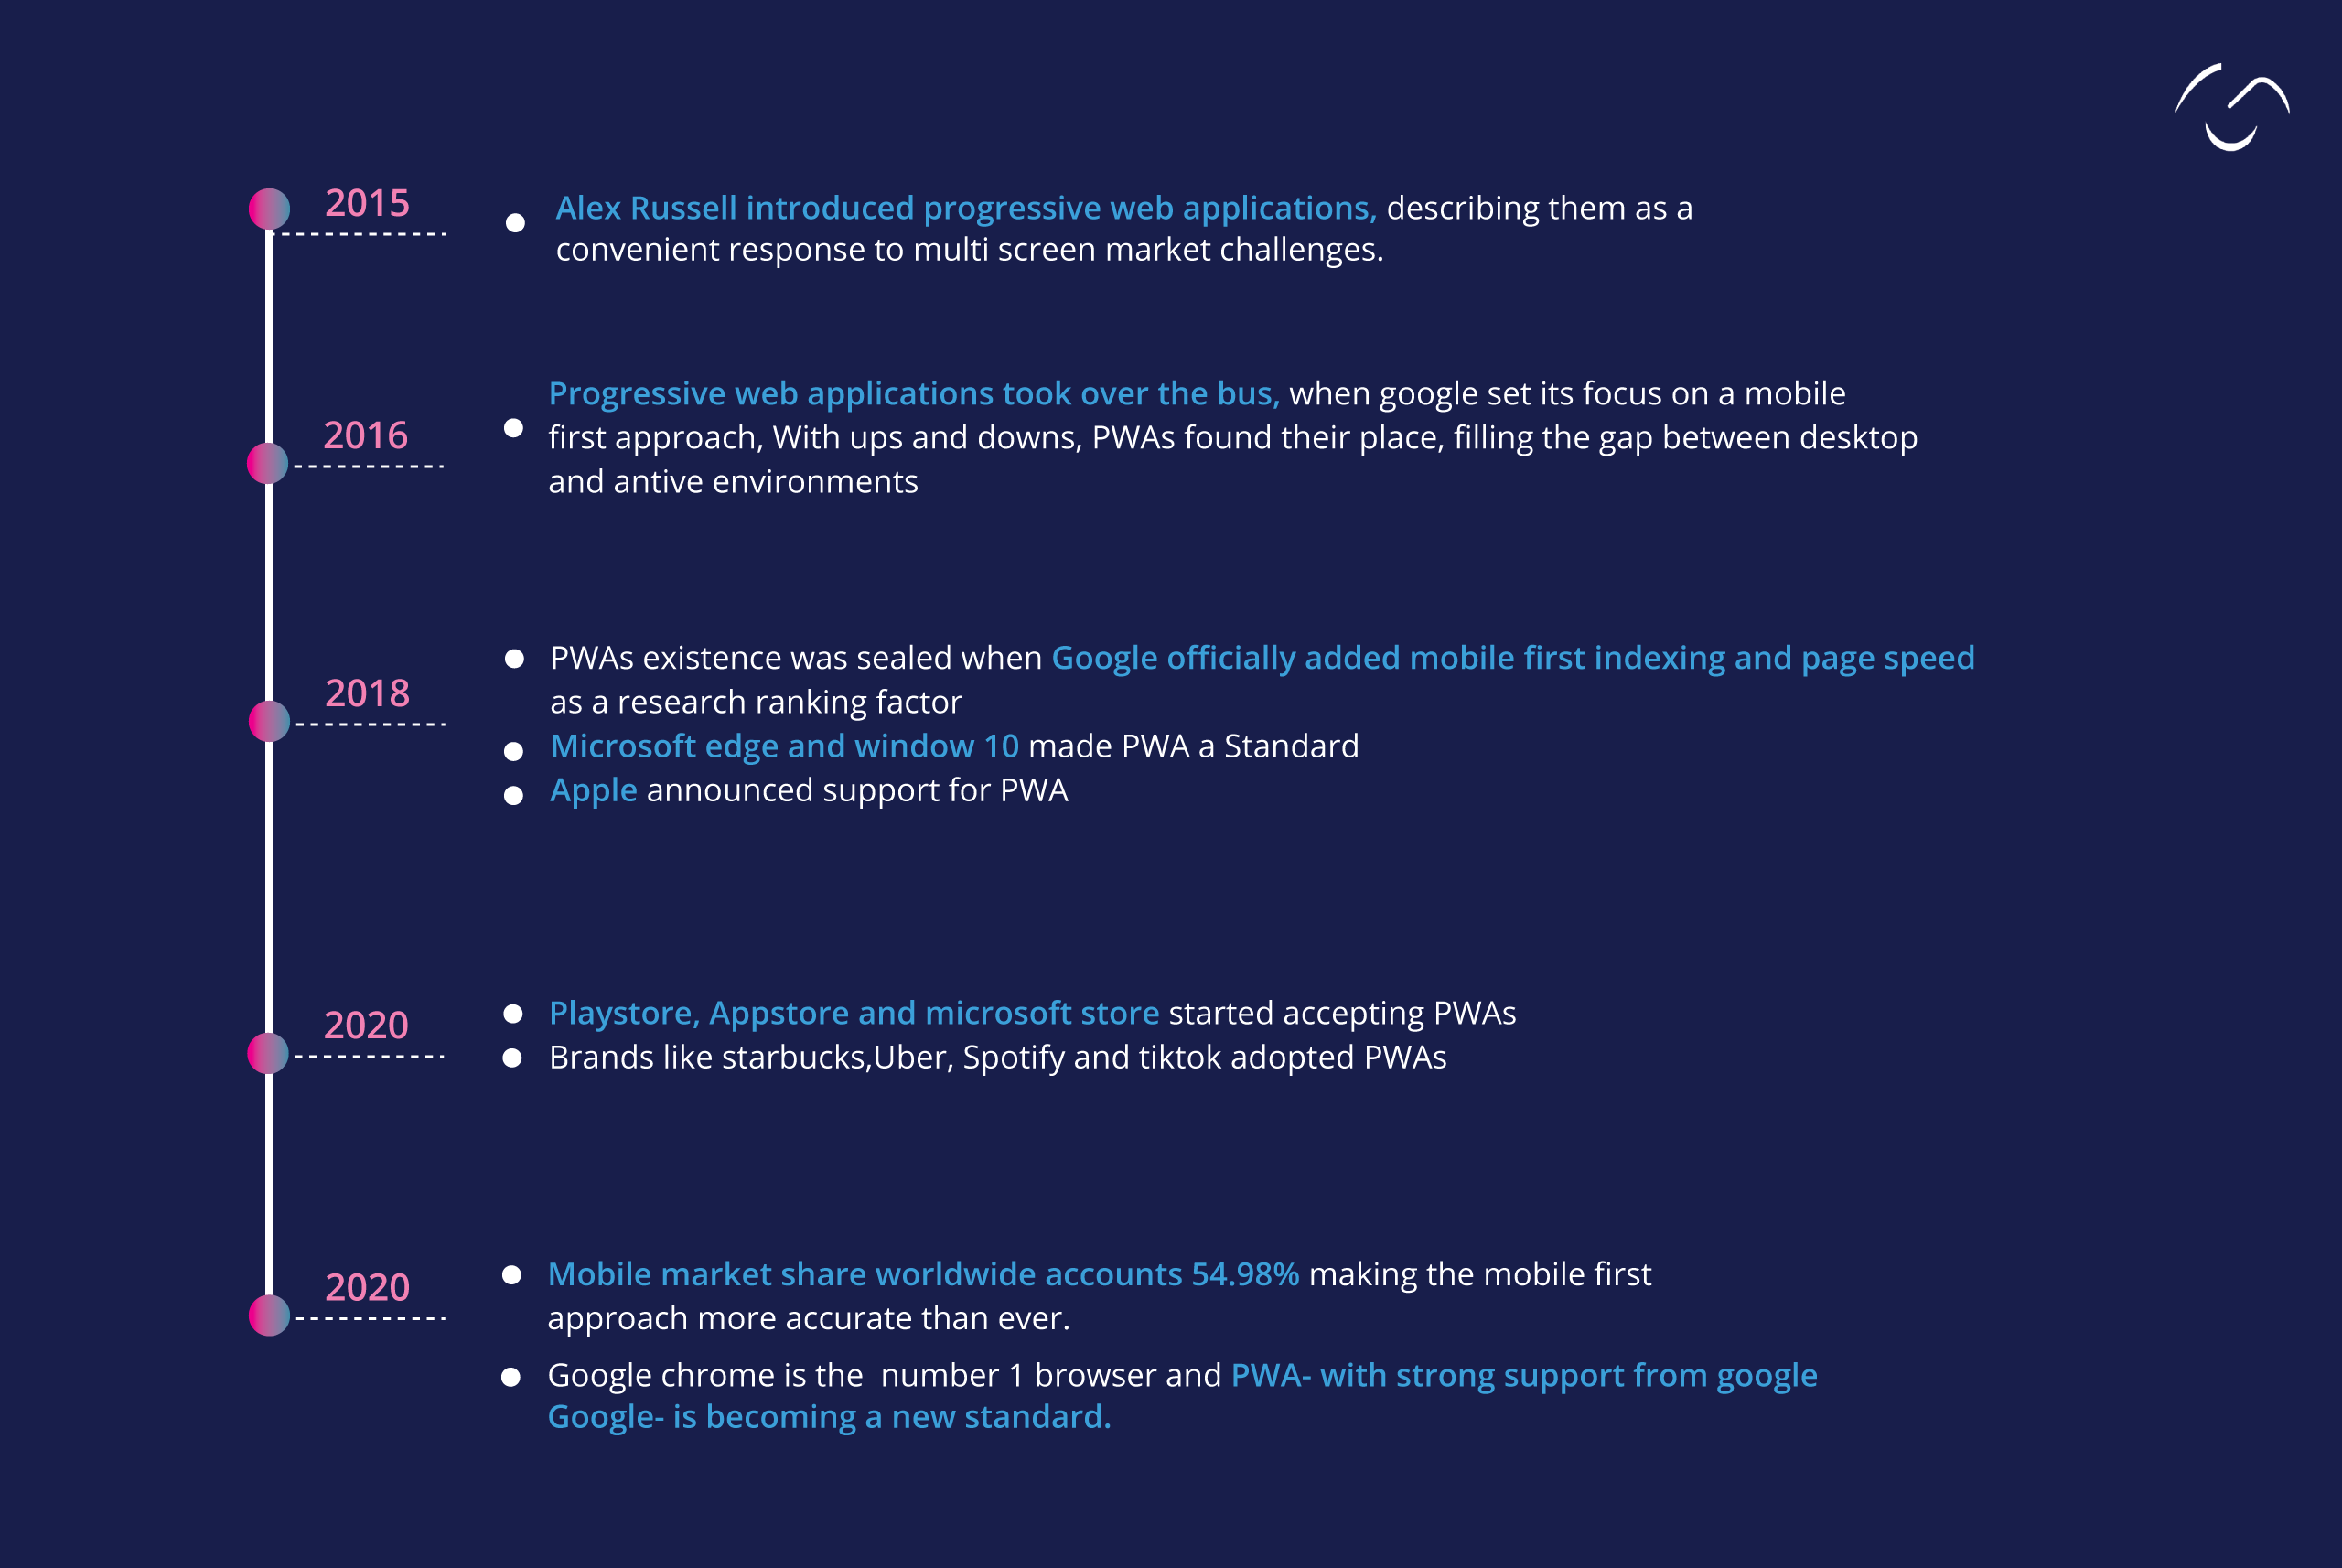 2015
Alex Russell introduced progressive web applications, describing them as a
convenient response to multi screen market challenges.
2016
Progressive web applications took over the bus, when google set its focus on a mobile
first approach, With ups and downs, PWAs found their place, filling the gap between desktop
and antive environments
2018
PWAs existence was sealed when Google officially added mobile first indexing and page speed
as a research ranking factor
Microsoft edge and window 10 made PWA a Standard
Apple announced support for PWA
2020
Playstore, Appstore and microsoft store started accepting PWAs
Brands like starbucks,Uber, Spotify and tiktok adopted PWAs
2020
Mobile market share worldwide accounts 54.98% making the mobile first
approach more accurate than ever.
Google chrome is the  number 1 browser and PWA- with strong support from google
Google- is becoming a new standard.